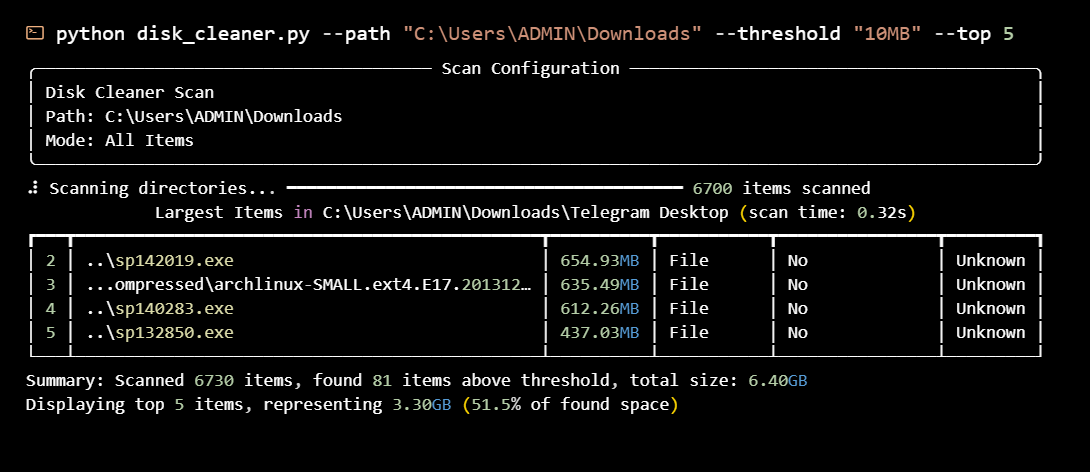 python disk_cleaner.py --path "C:\Users\ADMIN\Downloads" --threshold "10MB" --top 5
Scan Configuration
Disk Cleaner Scan
Path: C:\Users\ADMIN\Downloads
Mode: All Items
Scanning directories... 6700 items scanned
Largest Items in C:\Users\ADMIN\Downloads\Telegram Desktop (scan time: 0.32s)
2 ..\sp142019.exe 654.93MB File No Unknown
3 ...ompressed\archlinux-SMALL.ext4.E17.201312… 635.49MB File No Unknown
4 ..\sp140283.exe 612.26MB File No Unknown
5 ..\sp132850.exe 437.03MB File No Unknown
Summary: Scanned 6730 items, found 81 items above threshold, total size: 6.40GB
Displaying top 5 items, representing 3.30GB (51.5% of found space)